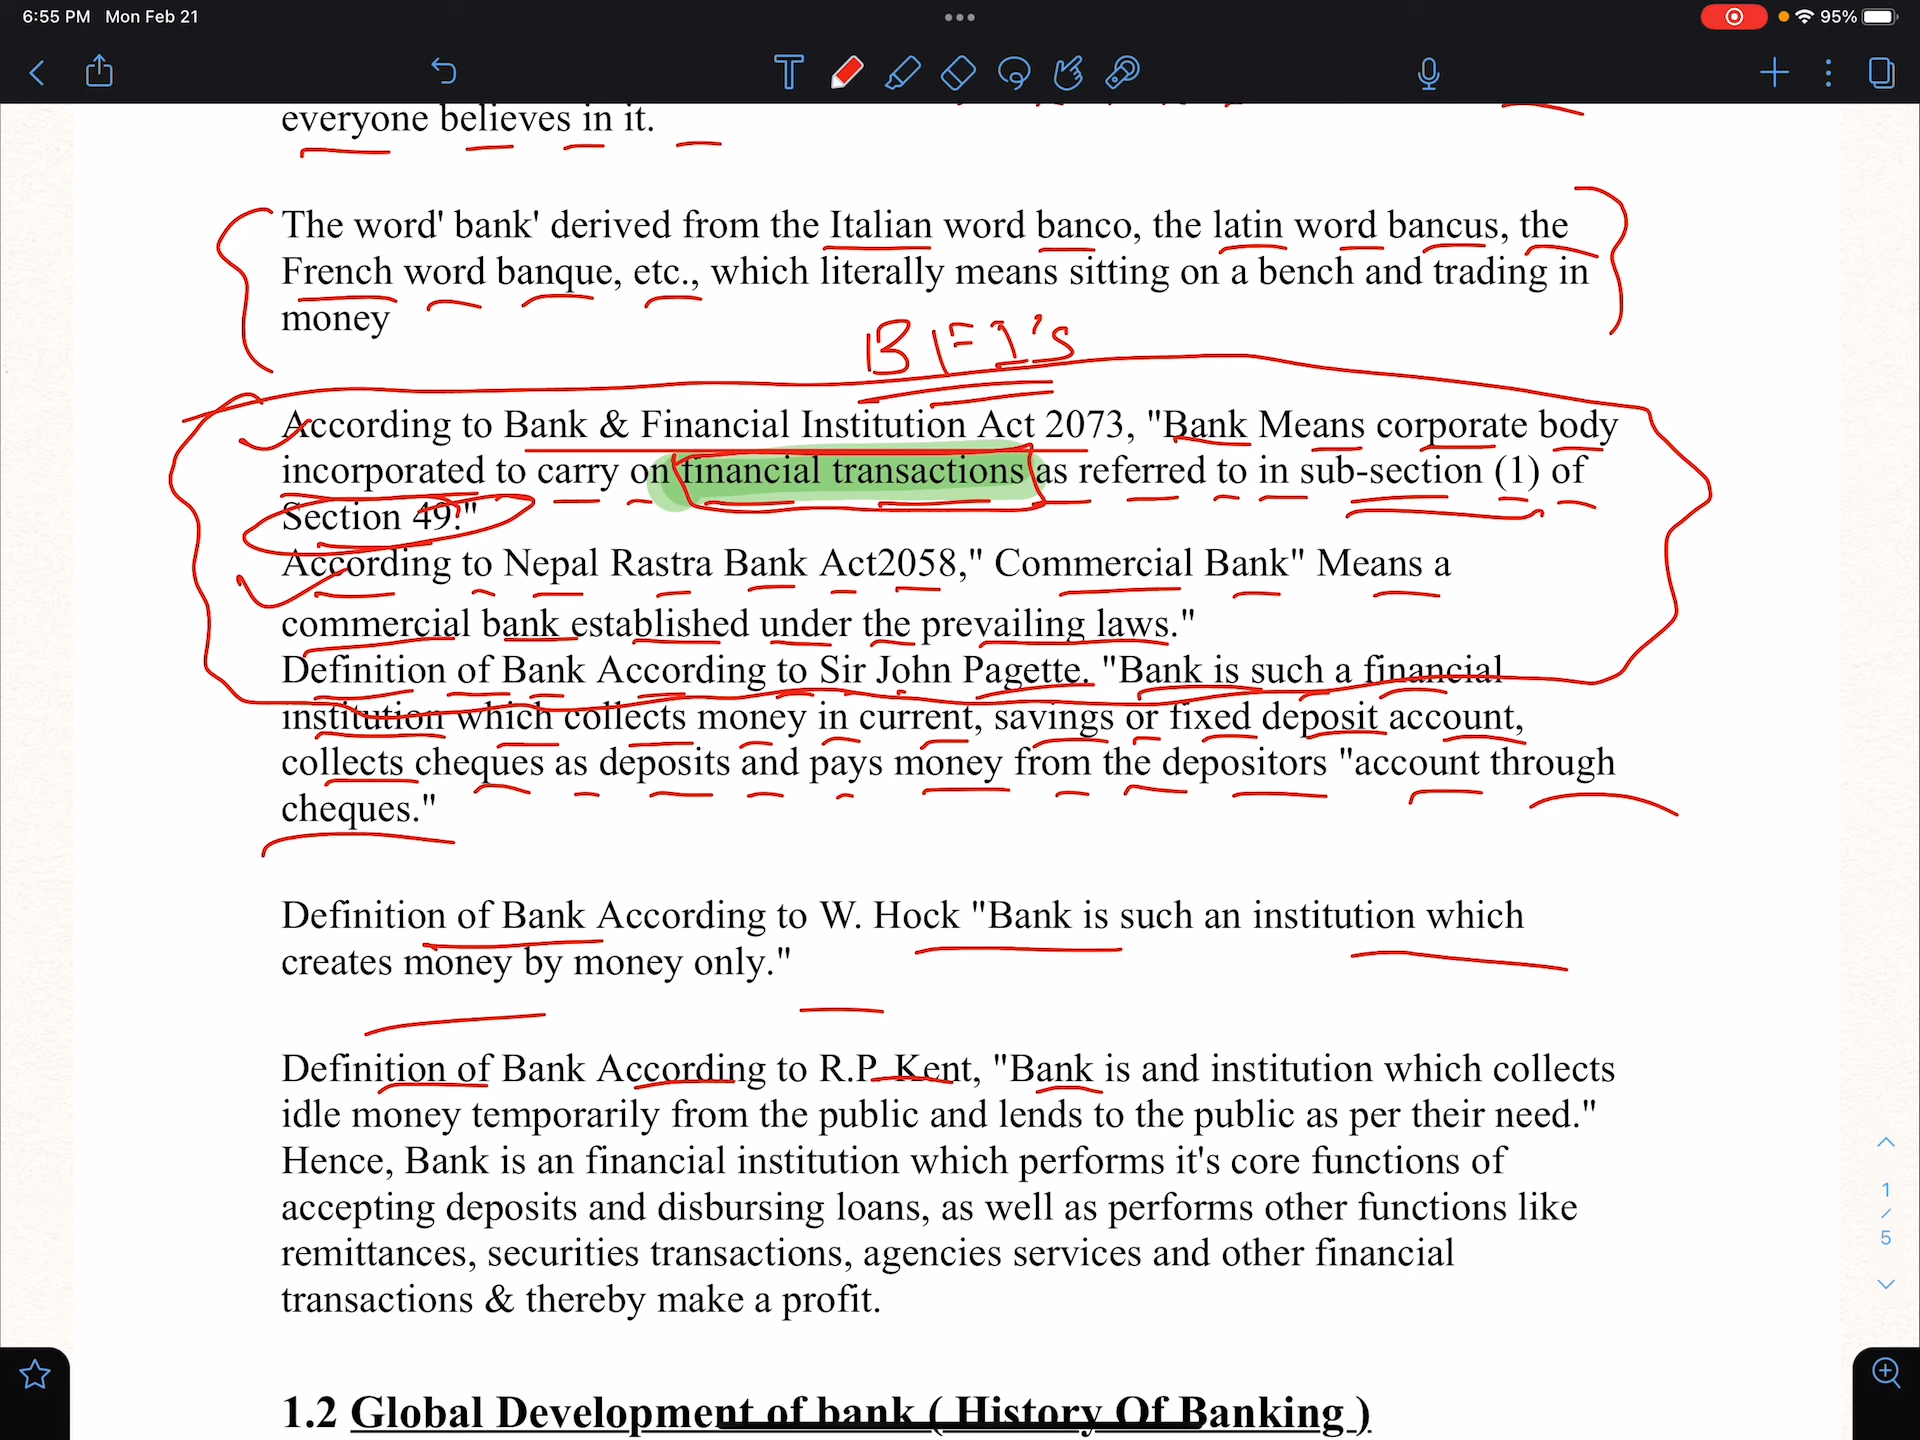 6:55 PM Mon Feb 21
95%
everyone believes in it.
The word' bank' derived from the Italian word banco, the latin word bancus, the
French word banque, etc., which literally means sitting on a bench and trading in
money
BFI's
According to Bank & Financial Institution Act 2073, "Bank Means corporate body
incorporated to carry on financial transactions as referred to in sub-section (1) of
Section 49."
According to Nepal Rastra Bank Act2058," Commercial Bank" Means a
commercial bank established under the prevailing laws."
Definition of Bank According to Sir John Pagette. "Bank is such a financial
institution which collects money in current, savings or fixed deposit account,
collects cheques as deposits and pays money from the depositors "account through
cheques."
Definition of Bank According to W. Hock "Bank is such an institution which
creates money by money only."
Definition of Bank According to R.P. Kent, "Bank is and institution which collects
idle money temporarily from the public and lends to the public as per their need."
Hence, Bank is an financial institution which performs it's core functions of
accepting deposits and disbursing loans, as well as performs other functions like
remittances, securities transactions, agencies services and other financial
transactions & thereby make a profit.
1
/
5
1.2 Global Development of bank ( History Of Banking )